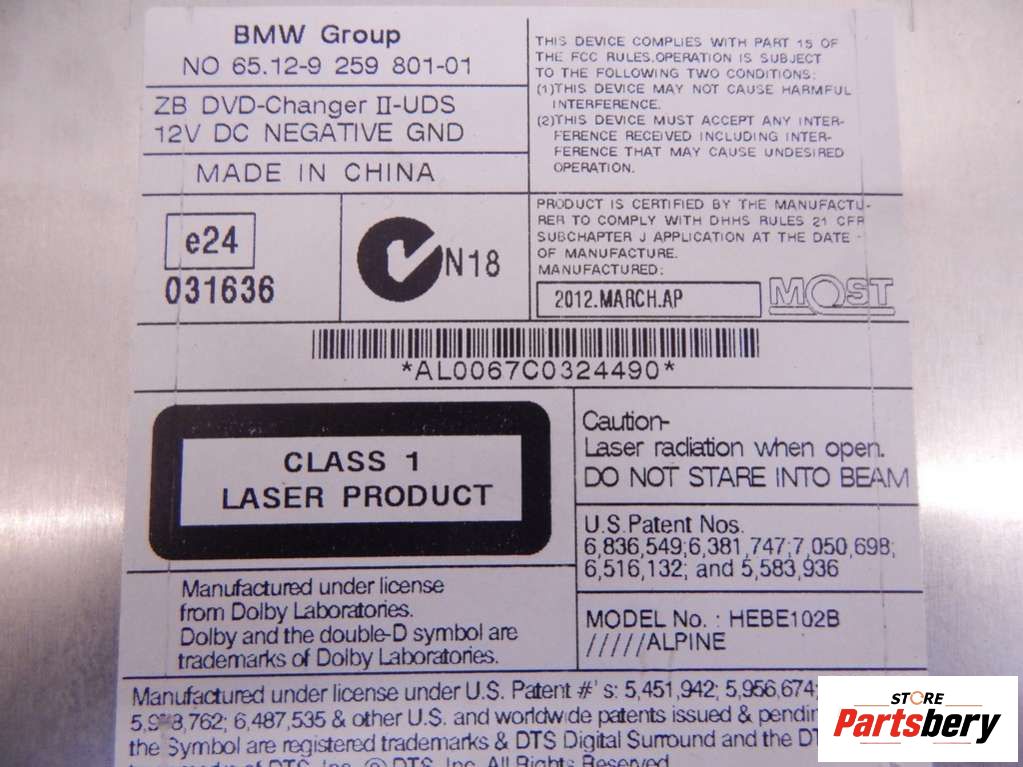 BMW Group
NO 65.12-9 259 801-01
ZB DVD-Changer II-UDS
12V DC NEGATIVE GND
MADE IN CHINA
THIS DEVICE COMPLIES WITH PART 15 OF
THE FCC RULES.OPERATION IS SUBJECT
TO THE FOLLOWING TWO CONDITIONS:
(1)THIS DEVICE MAY NOT CAUSE HARMFUL
INTERFERENCE.
(2)THIS DEVICE MUST ACCEPT ANY INTER-
FERENCE RECEIVED INCLUDING INTER-
FERENCE THAT MAY CAUSE UNDESIRED
OPERATION.
e24
031636
N18
PRODUCT IS CERTIFIED BY THE MANUFACTU-
RER TO COMPLY WITH DHHS RULES 21 CFR
SUBCHAPTER J APPLICATION AT THE DATE
OF MANUFACTURE.
MANUFACTURED:
2012.MARCH.AP
MOST
*AL0067C0324490*
CLASS 1
LASER PRODUCT
Caution-
Laser radiation when open.
DO NOT STARE INTO BEAM
U.S.Patent Nos.
6,836,549;6,381,747;7,050,698;
6,516,132; and 5,583,936
Manufactured under license
from Dolby Laboratories.
Dolby and the double-D symbol are
trademarks of Dolby Laboratories.
MODEL No. : HEBE102B
/////ALPINE
Manufactured under license under U.S. Patent #'s: 5,451,942; 5,956,674;
6,487,535 & other U.S. and worldwide patents issued &
the Symbol are registered trademarks & DTS Digital Surround and the
of DTS, Inc. © DTS, Inc. All Rights Reserved
STORE
Partsbery